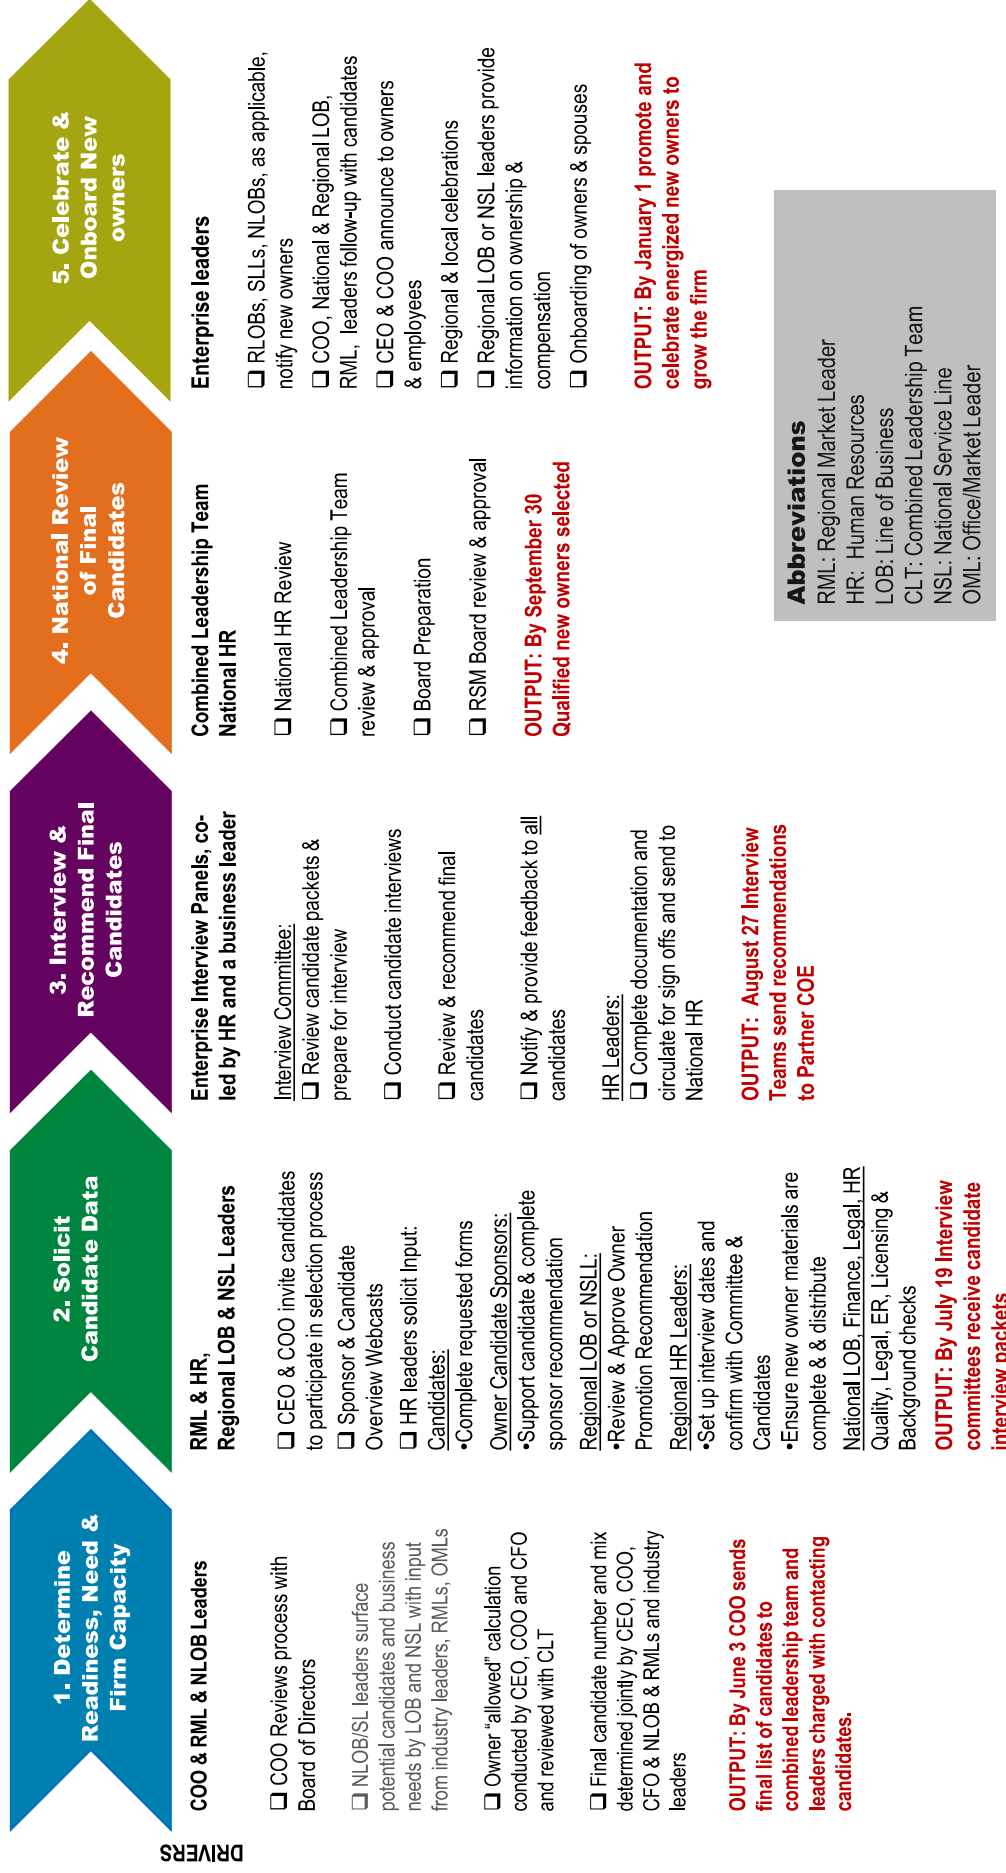 1. Determine
Readiness, Need &
Firm Capacity
2. Solicit
Candidate Data
3. Interview &
Recommend Final
Candidates
4. National Review
of Final
Candidates
5. Celebrate &
Onboard New
owners
DRIVERS
COO & RML & NLOB Leaders
❑ COO Reviews process with
Board of Directors
❑ NLOB/SL leaders surface
potential candidates and business
needs by LOB and NSL with input
from industry leaders, RMLs, OMLs
❑ Owner “allowed” calculation
conducted by CEO, COO and CFO
and reviewed with CLT
❑ Final candidate number and mix
determined jointly by CEO, COO,
CFO & NLOB & RMLs and industry
leaders
OUTPUT: By June 3 COO sends
final list of candidates to
combined leadership team and
leaders charged with contacting
candidates.
RML & HR,
Regional LOB & NSL Leaders
❑ CEO & COO invite candidates
to participate in selection process
❑ Sponsor & Candidate
Overview Webcasts
❑ HR leaders solicit Input:
Candidates:
•Complete requested forms
Owner Candidate Sponsors:
•Support candidate & complete
sponsor recommendation
Regional LOB or NSLL:
•Review & Approve Owner
Promotion Recommendation
Regional HR Leaders:
•Set up interview dates and
confirm with Committee &
Candidates
•Ensure new owner materials are
complete & & distribute
National LOB, Finance, Legal, HR
Quality, Legal, ER, Licensing &
Background checks
OUTPUT: By July 19 Interview
committees receive candidate
interview packets
Enterprise Interview Panels, co-
led by HR and a business leader
Interview Committee:
❑ Review candidate packets &
prepare for interview
❑ Conduct candidate interviews
❑ Review & recommend final
candidates
❑ Notify & provide feedback to all
candidates
HR Leaders:
❑ Complete documentation and
circulate for sign offs and send to
National HR
OUTPUT: August 27 Interview
Teams send recommendations
to Partner COE
Combined Leadership Team
National HR
❑ National HR Review
❑ Combined Leadership Team
review & approval
❑ Board Preparation
❑ RSM Board review & approval
OUTPUT: By September 30
Qualified new owners selected
Enterprise leaders
❑ RLOBs, SLLs, NLOBs, as applicable,
notify new owners
❑ COO, National & Regional LOB,
RML, leaders follow-up with candidates
❑ CEO & COO announce to owners
& employees
❑ Regional & local celebrations
❑ Regional LOB or NSL leaders provide
information on ownership &
compensation
❑ Onboarding of owners & spouses
OUTPUT: By January 1 promote and
celebrate energized new owners to
grow the firm
Abbreviations
RML: Regional Market Leader
HR: Human Resources
LOB: Line of Business
CLT: Combined Leadership Team
NSL: National Service Line
OML: Office/Market Leader